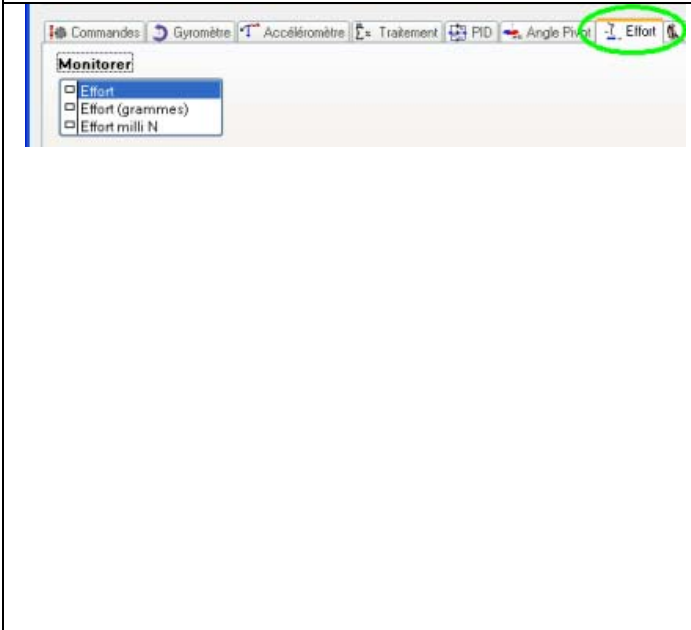 Commandes Gyromètre Accéléromètre Σ= Traitement PID Angle Pivot Effort
Monitorer
Effort
Effort (grammes)
Effort milli N